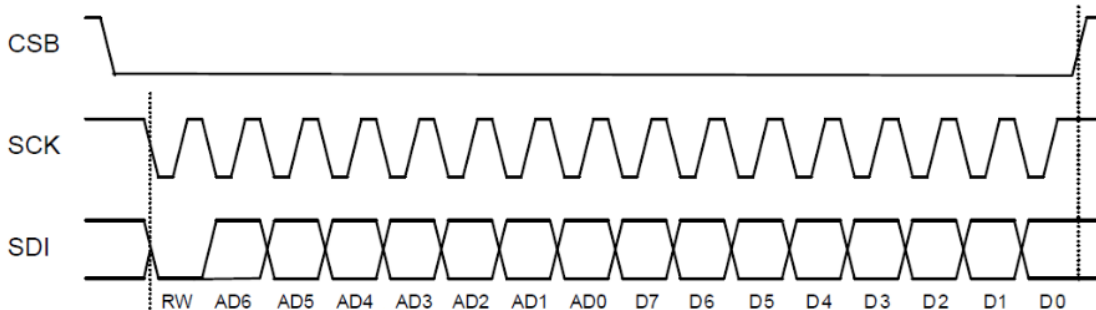 CSB
SCK
SDI
RW AD6 AD5 AD4 AD3 AD2 AD1 AD0 D7 D6 D5 D4 D3 D2 D1 D0